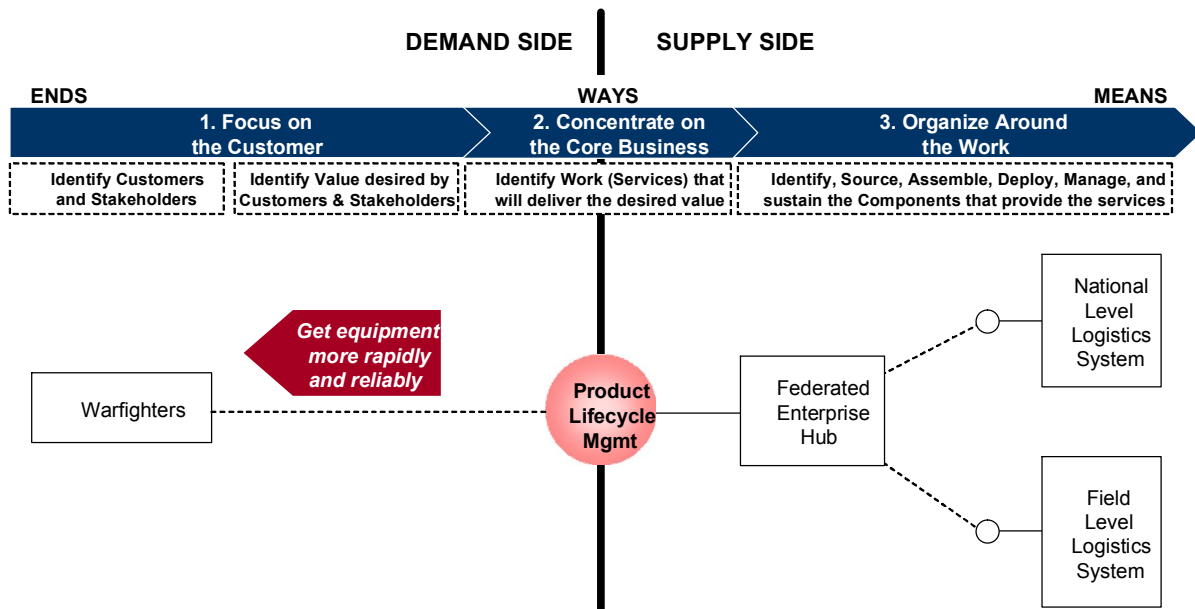 DEMAND SIDE
SUPPLY SIDE
ENDS
WAYS
MEANS
1. Focus on
the Customer
2. Concentrate on
the Core Business
3. Organize Around
the Work
Identify Customers
and Stakeholders
Identify Value desired by
Customers & Stakeholders
Identify Work (Services) that
will deliver the desired value
Identify, Source, Assemble, Deploy, Manage, and
sustain the Components that provide the services
Get equipment
more rapidly
and reliably
Warfighters
Product
Lifecycle
Mgmt
Federated
Enterprise
Hub
National
Level
Logistics
System
Field
Level
Logistics
System